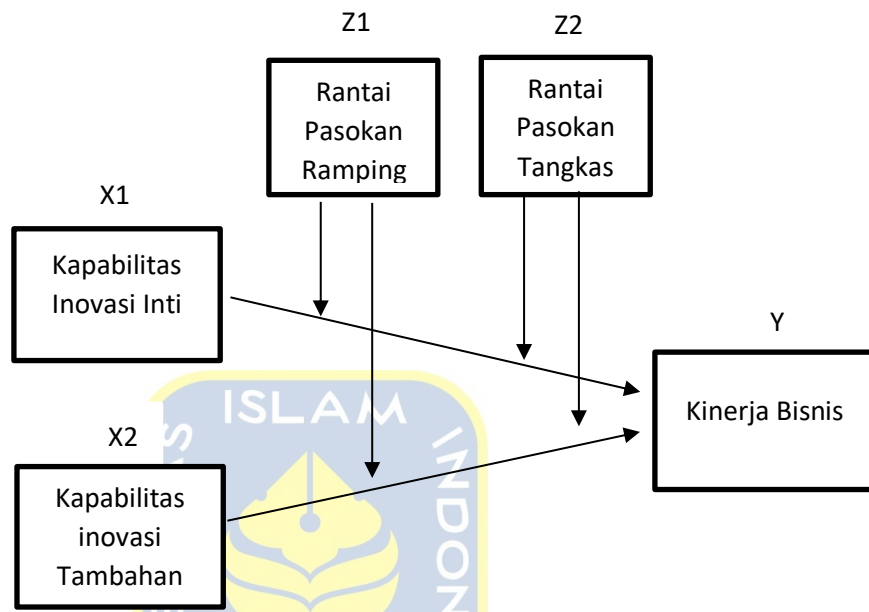 Z1
Z2
Rantai
Pasokan
Ramping
Rantai
Pasokan
Tangkas
X1
Kapabilitas
Inovasi Inti
Y
Kinerja Bisnis
X2
Kapabilitas
inovasi
Tambahan
ISLAM
INDON